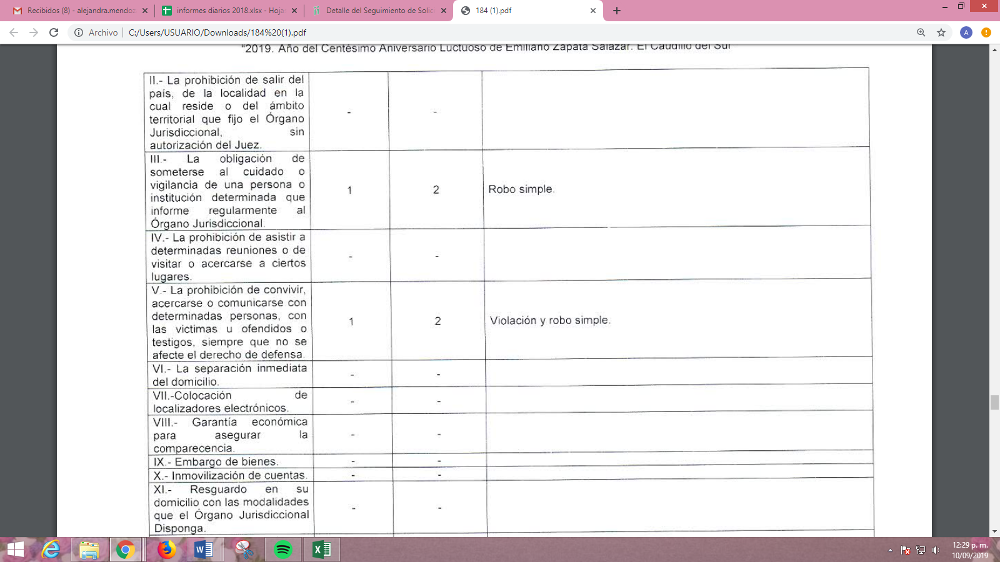 Recibidos (8) - alejandra.mendoz
informes diarios 2018.xlsx - Hoja
Detalle del Seguimiento de Solic
184 (1).pdf
Archivo
C:/Users/USUARIO/Downloads/184%20(1).pdf
A
"2019. Año del Centésimo Aniversario Luctuoso de Emiliano Zapata Salazar. El Caudillo del Sur"
II.- La prohibición de salir del
país, de la localidad en la
cual reside o del ámbito
territorial que fijo el Órgano
Jurisdiccional, sin
autorización del Juez.
- -
III.- La obligación de
someterse al cuidado o
vigilancia de una persona o
institución determinada que
informe regularmente al
Órgano Jurisdiccional.
1 2 Robo simple.
IV.- La prohibición de asistir a
determinadas reuniones o de
visitar o acercarse a ciertos
lugares.
- -
V.- La prohibición de convivir,
acercarse o comunicarse con
determinadas personas, con
las victimas u ofendidos o
testigos, siempre que no se
afecte el derecho de defensa.
1 2 Violación y robo simple.
VI.- La separación inmediata
del domicilio.
- -
VII.-Colocación de
localizadores electrónicos.
- -
VIII.- Garantía económica
para asegurar la
comparecencia.
- -
IX.- Embargo de bienes. - -
X.- Inmovilización de cuentas. - -
XI.- Resguardo en su
domicilio con las modalidades
que el Órgano Jurisdiccional
Disponga.
- -
12:29 p. m.
10/09/2019